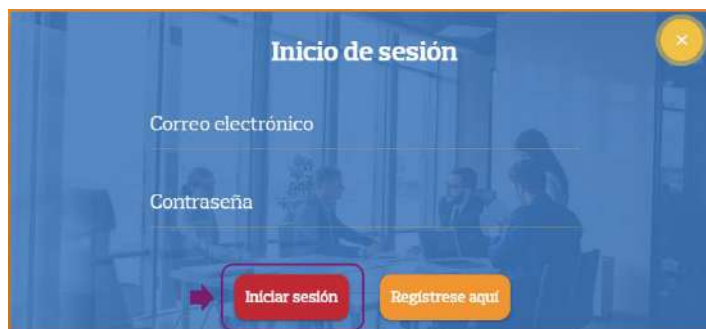 Inicio de sesión
Correo electrónico
Contraseña
Iniciar sesión
Regístrese aquí